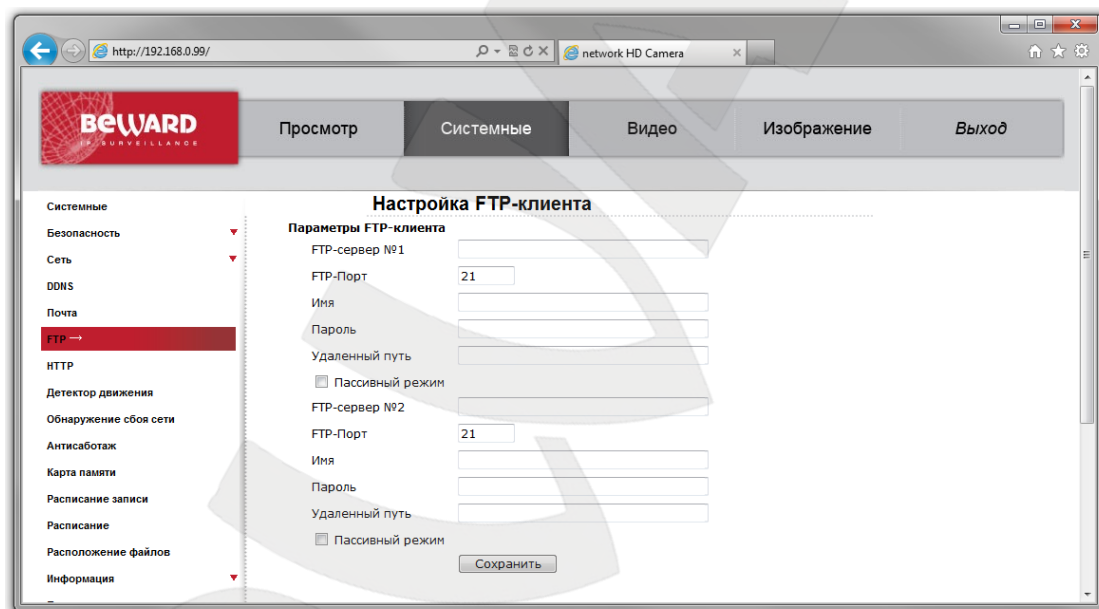 http://192.168.0.99/
network HD Camera
BEWARD
IP SURVEILLANCE
Просмотр
Системные
Видео
Изображение
Выход
Системные
Безопасность
Сеть
DDNS
Почта
FTP →
HTTP
Детектор движения
Обнаружение сбоя сети
Антисаботаж
Карта памяти
Расписание записи
Расписание
Расположение файлов
Информация
Настройка FTP-клиента
Параметры FTP-клиента
FTP-сервер №1
FTP-Порт 21
Имя
Пароль
Удаленный путь
Пассивный режим
FTP-сервер №2
FTP-Порт 21
Имя
Пароль
Удаленный путь
Пассивный режим
Сохранить